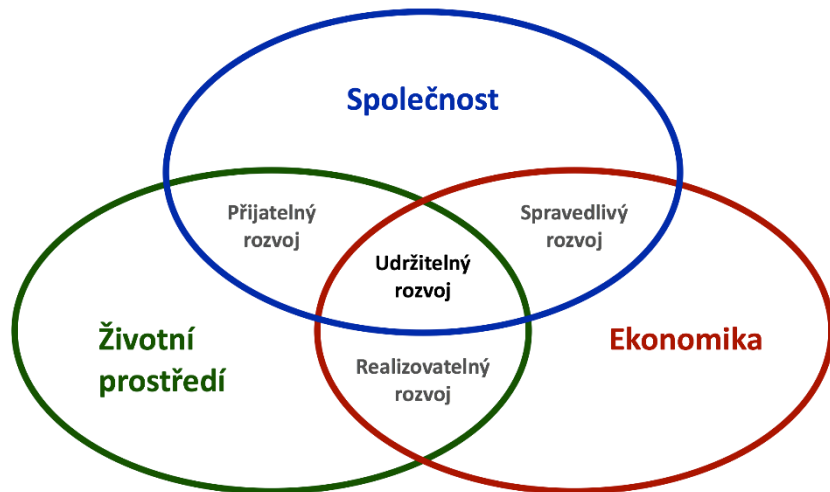 Společnost
Přijatelný
rozvoj
Spravedlivý
rozvoj
Udržitelný
rozvoj
Životní
prostředí
Ekonomika
Realizovatelný
rozvoj